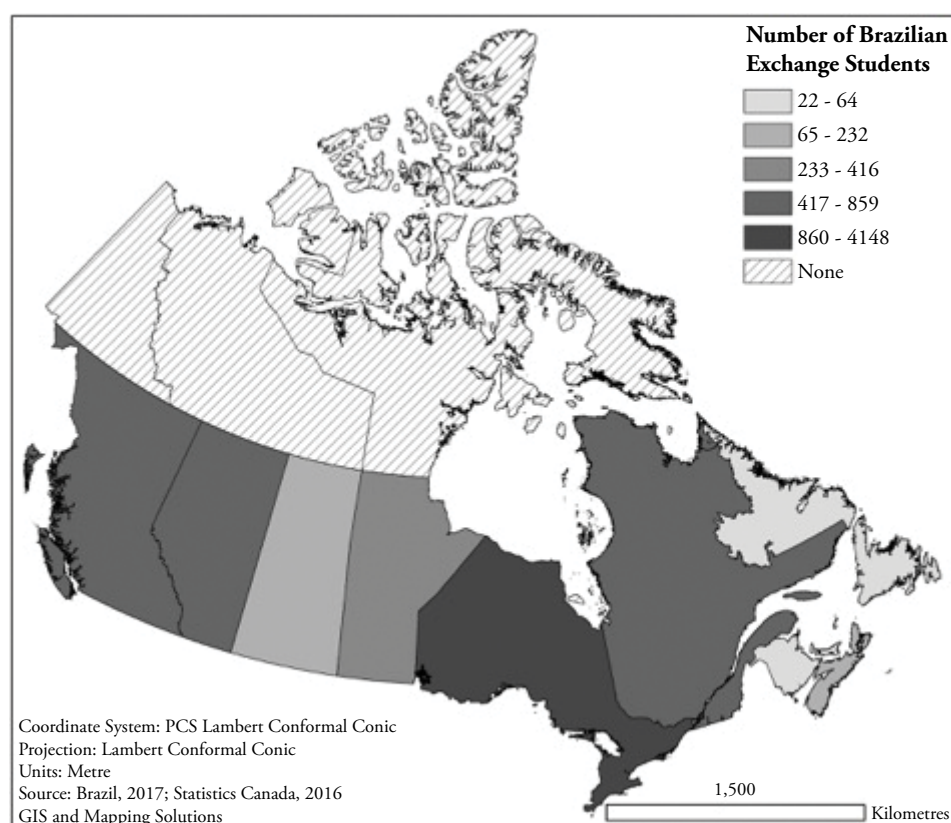 Number of Brazilian
Exchange Students
22 - 64
65 - 232
233 - 416
417 - 859
860 - 4148
None
Coordinate System: PCS Lambert Conformal Conic
Projection: Lambert Conformal Conic
Units: Metre
Source: Brazil, 2017; Statistics Canada, 2016
GIS and Mapping Solutions
1,500
Kilometres